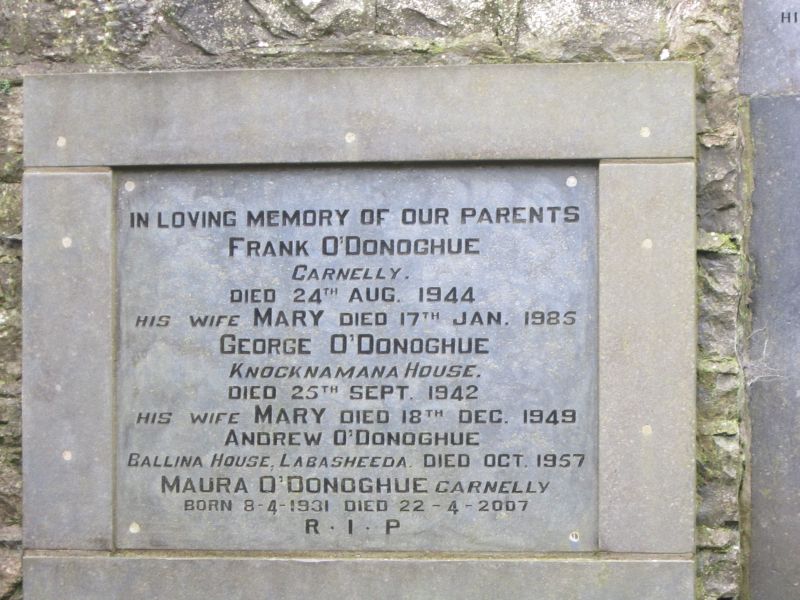 IN LOVING MEMORY OF OUR PARENTS
FRANK O'DONOGHUE
CARNELLY.
DIED 24TH AUG. 1944
HIS WIFE MARY DIED 17TH JAN. 1985
GEORGE O'DONOGHUE
KNOCKNAMANA HOUSE.
DIED 25TH SEPT. 1942
HIS WIFE MARY DIED 18TH DEC. 1949
ANDREW O'DONOGHUE
BALLINA HOUSE, LABASHEEDA. DIED OCT. 1957
MAURA O'DONOGHUE CARNELLY
BORN 8-4-1931 DIED 22-4-2007
R·I·P